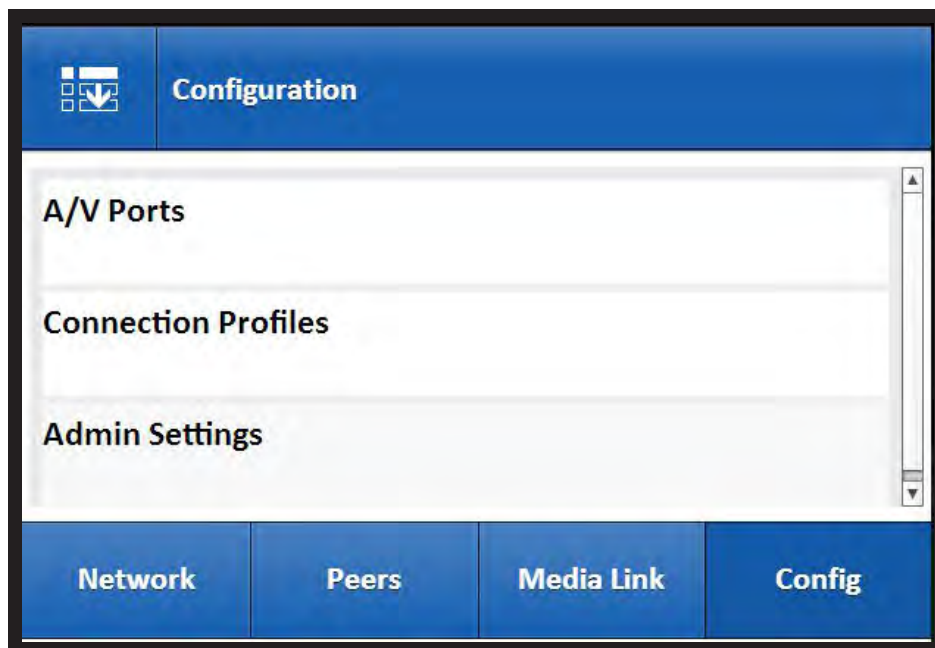 Configuration
A/V Ports
Connection Profiles
Admin Settings
Network Peers Media Link Config